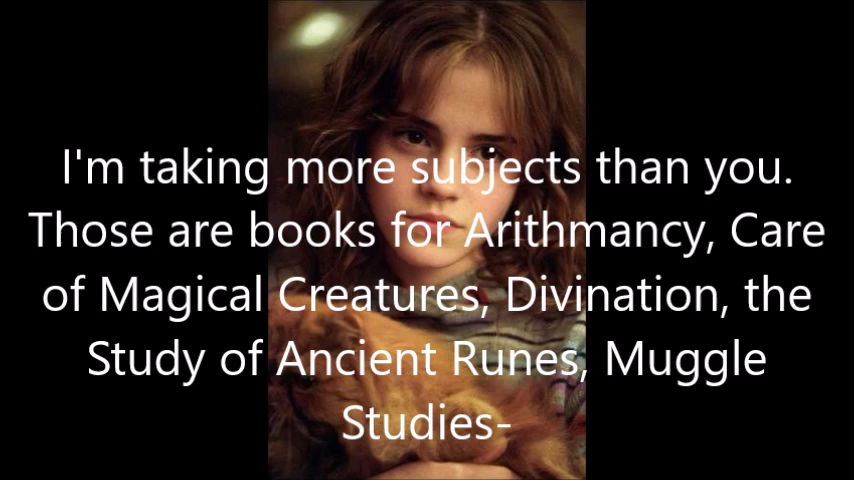 I'm taking more subjects than you.
Those are books for Arithmancy, Care
of Magical Creatures, Divination, the
Study of Ancient Runes, Muggle
Studies-